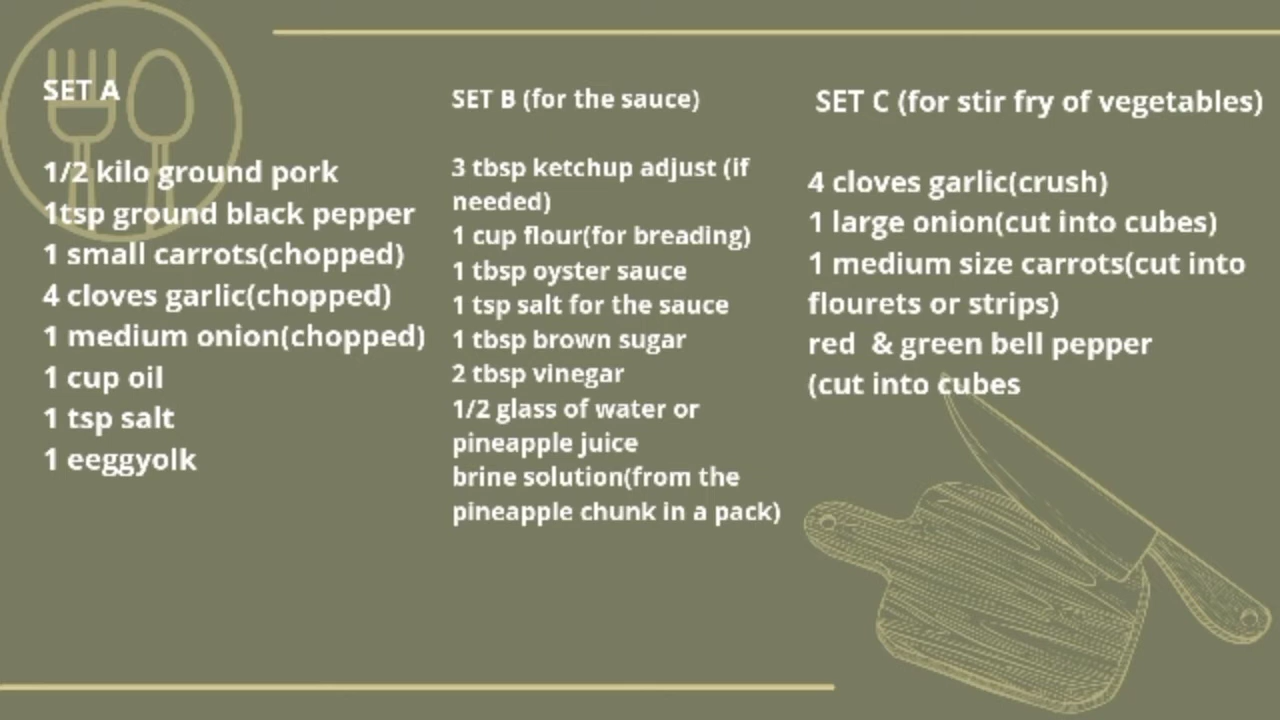 SET A
1/2 kilo ground pork
1tsp ground black pepper
1 small carrots(chopped)
4 cloves garlic(chopped)
1 medium onion(chopped)
1 cup oil
1 tsp salt
1 eeggyolk
SET B (for the sauce)
3 tbsp ketchup adjust (if
needed)
1 cup flour(for breading)
1 tbsp oyster sauce
1 tsp salt for the sauce
1 tbsp brown sugar
2 tbsp vinegar
1/2 glass of water or
pineapple juice
brine solution(from the
pineapple chunk in a pack)
SET C (for stir fry of vegetables)
4 cloves garlic(crush)
1 large onion(cut into cubes)
1 medium size carrots(cut into
flourets or strips)
red  & green bell pepper
(cut into cubes